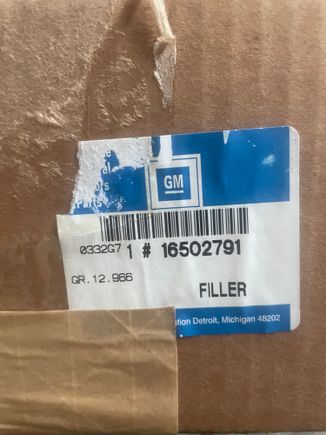 GM
0332G7 1 # 16502791
GR.12.966
FILLER
Detroit, Michigan 48202